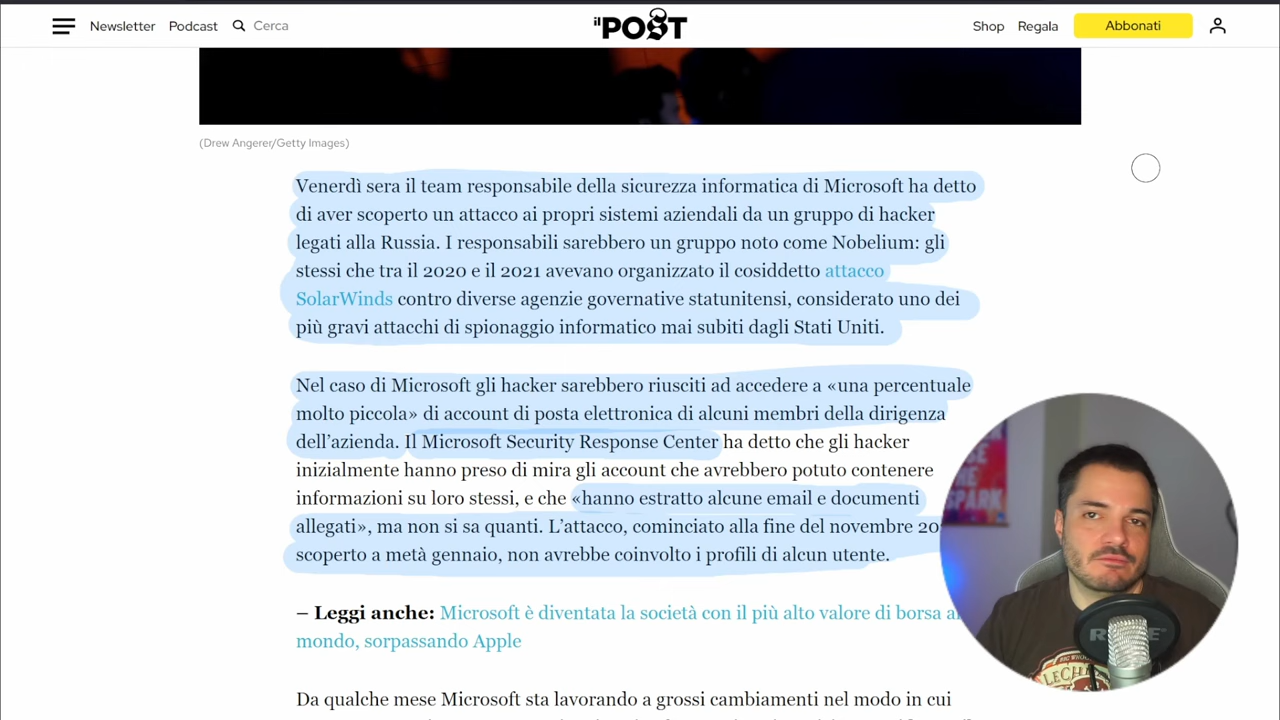 Newsletter Podcast Cerca
il POST
Shop Regala Abbonati
(Drew Angerer/Getty Images)
Venerdì sera il team responsabile della sicurezza informatica di Microsoft ha detto
di aver scoperto un attacco ai propri sistemi aziendali da un gruppo di hacker
legati alla Russia. I responsabili sarebbero un gruppo noto come Nobelium: gli
stessi che tra il 2020 e il 2021 avevano organizzato il cosiddetto attacco
SolarWinds contro diverse agenzie governative statunitensi, considerato uno dei
più gravi attacchi di spionaggio informatico mai subiti dagli Stati Uniti.
Nel caso di Microsoft gli hacker sarebbero riusciti ad accedere a «una percentuale
molto piccola» di account di posta elettronica di alcuni membri della dirigenza
dell’azienda. Il Microsoft Security Response Center ha detto che gli hacker
inizialmente hanno preso di mira gli account che avrebbero potuto contenere
informazioni su loro stessi, e che «hanno estratto alcune email e documenti
allegati», ma non si sa quanti. L’attacco, cominciato alla fine del novembre
scoperto a metà gennaio, non avrebbe coinvolto i profili di alcun utente.
– Leggi anche: Microsoft è diventata la società con il più alto valore di borsa
mondo, sorpassando Apple
Da qualche mese Microsoft sta lavorando a grossi cambiamenti nel modo in cui
SPARK